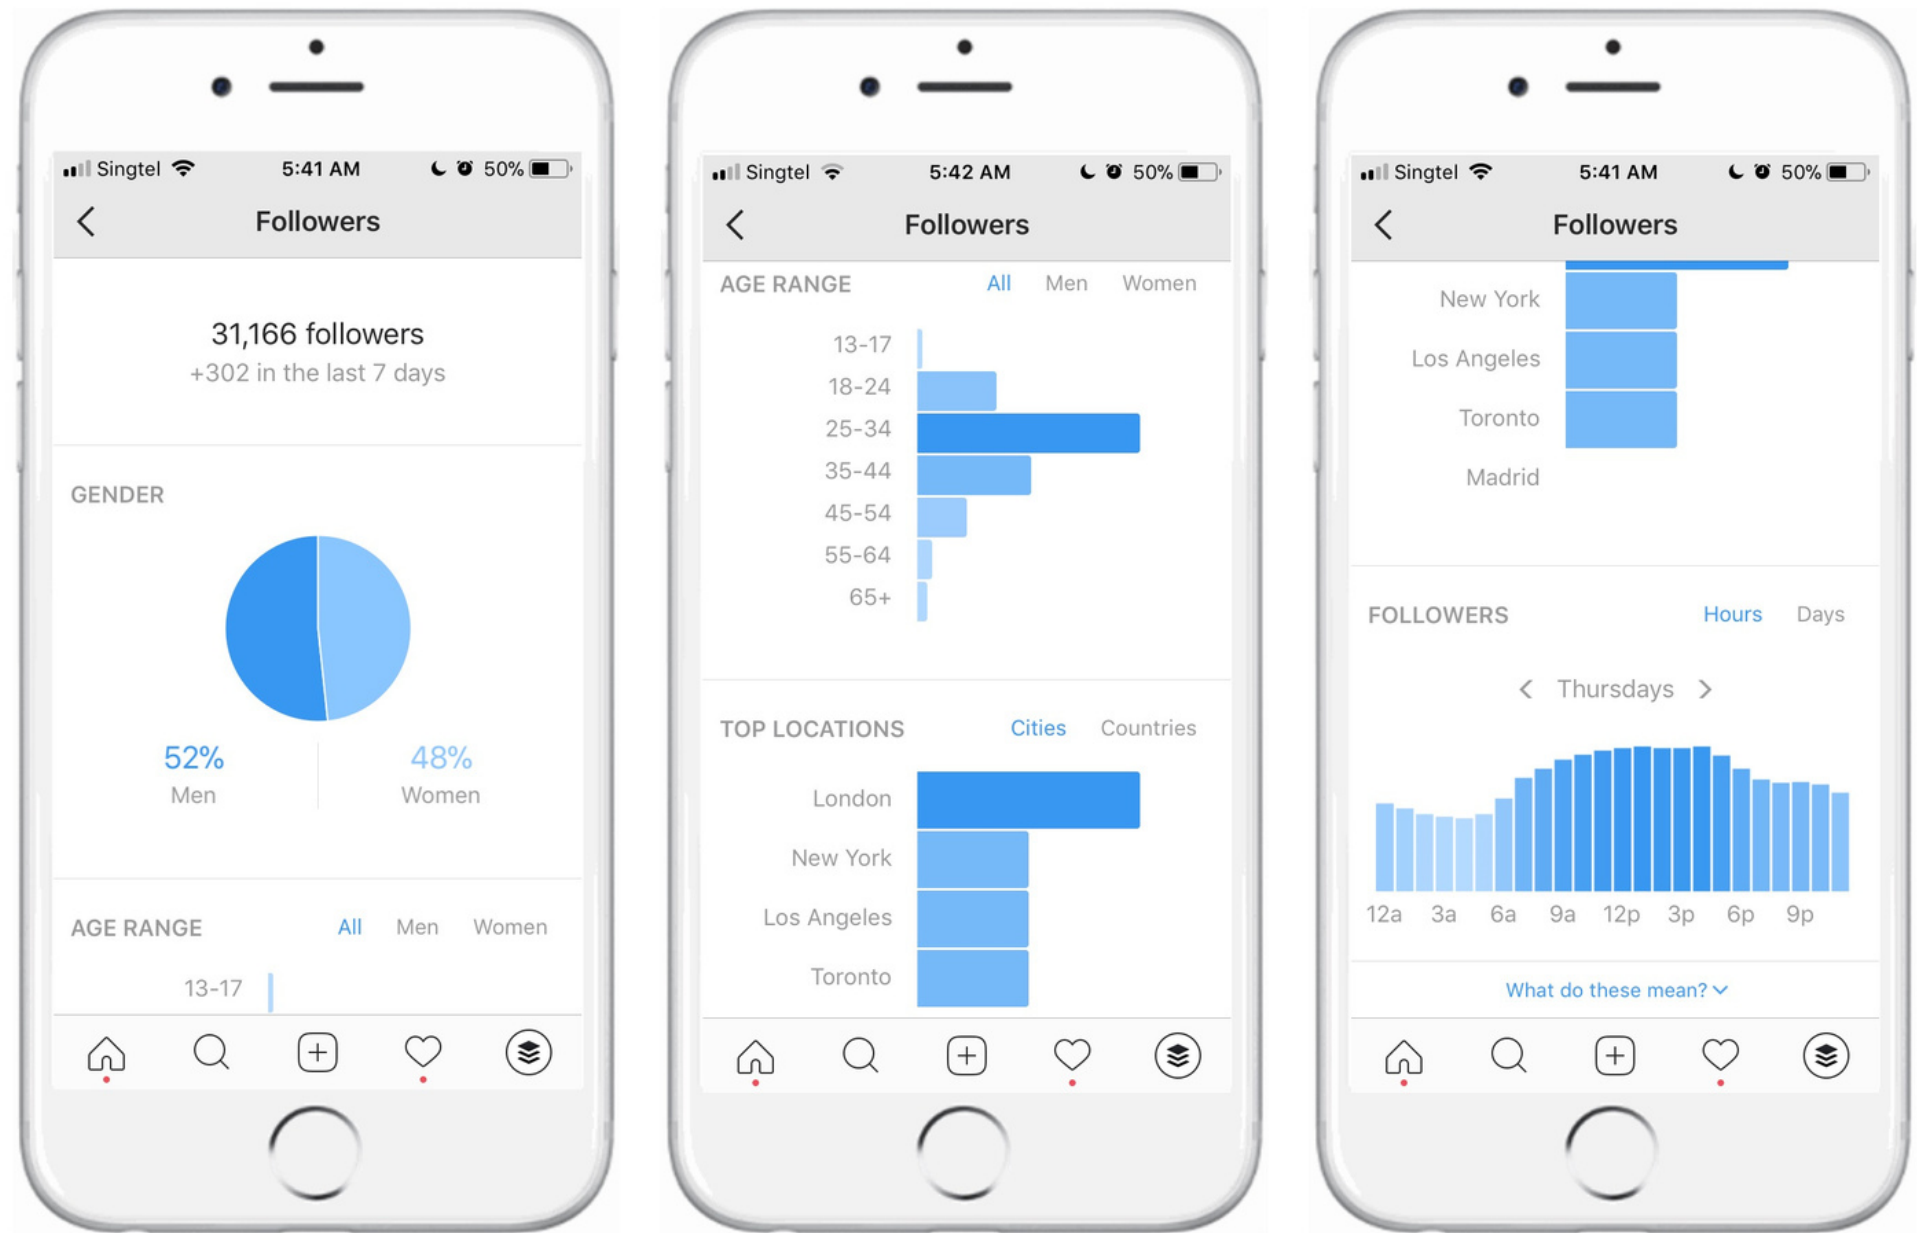 Singtel 5:41 AM 50%
Followers
31,166 followers
+302 in the last 7 days
GENDER
52% 48%
Men Women
AGE RANGE All Men Women
13-17
Singtel 5:42 AM 50%
Followers
AGE RANGE All Men Women
13-17
18-24
25-34
35-44
45-54
55-64
65+
TOP LOCATIONS Cities Countries
London
New York
Los Angeles
Toronto
Singtel 5:41 AM 50%
Followers
New York
Los Angeles
Toronto
Madrid
FOLLOWERS Hours Days
Thursdays
12a 3a 6a 9a 12p 3p 6p 9p
What do these mean?